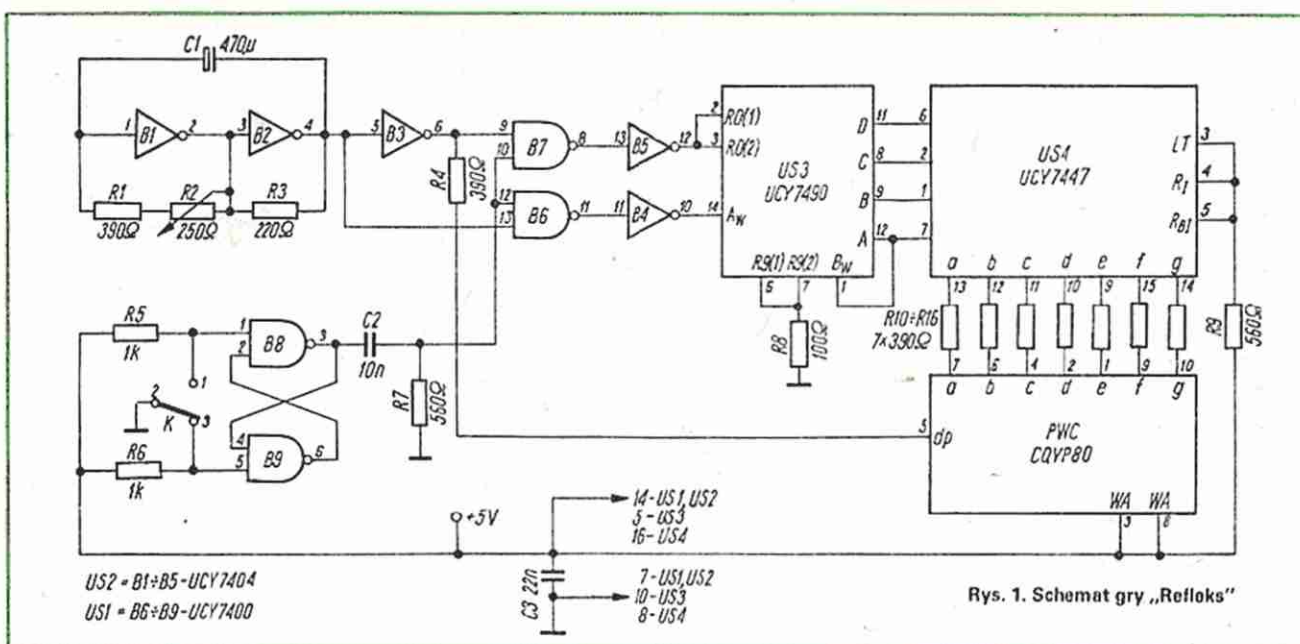 C1 470µ
1 B1 2
3 B2 4
5 B3 6
R1 390Ω
R2 250Ω
R3 220Ω
R4 390Ω
9 10 B7 8
13 B5 12
12 13 B6 11
11 B4 10
2 R0(1)
3 R0(2)
14 AW
US3
UCY7490
D 11
C 8
B 9
A 12
R9(1) R9(2) BW
6 7 1
R8 100Ω
6
2
1
7
US4
UCY7447
LT 3
RI 4
RBI 5
a b c d e f g
13 12 11 10 9 15 14
R10÷R16
7×390Ω
R9 560Ω
7 6 4 2 1 9 10
a b c d e f g
5 dp
PWC
CQYP80
WA WA
3 8
R5
1k
1 2 B8 3
C2
10n
R7 560Ω
1
2
K 3
R6
1k
4 5 B9 6
+5V
14-US1,US2
5-US3
16-US4
C3 22n
7-US1,US2
10-US3
8-US4
US2 = B1÷B5-UCY7404
US1 = B6÷B9-UCY7400
Rys. 1. Schemat gry „Refloks”